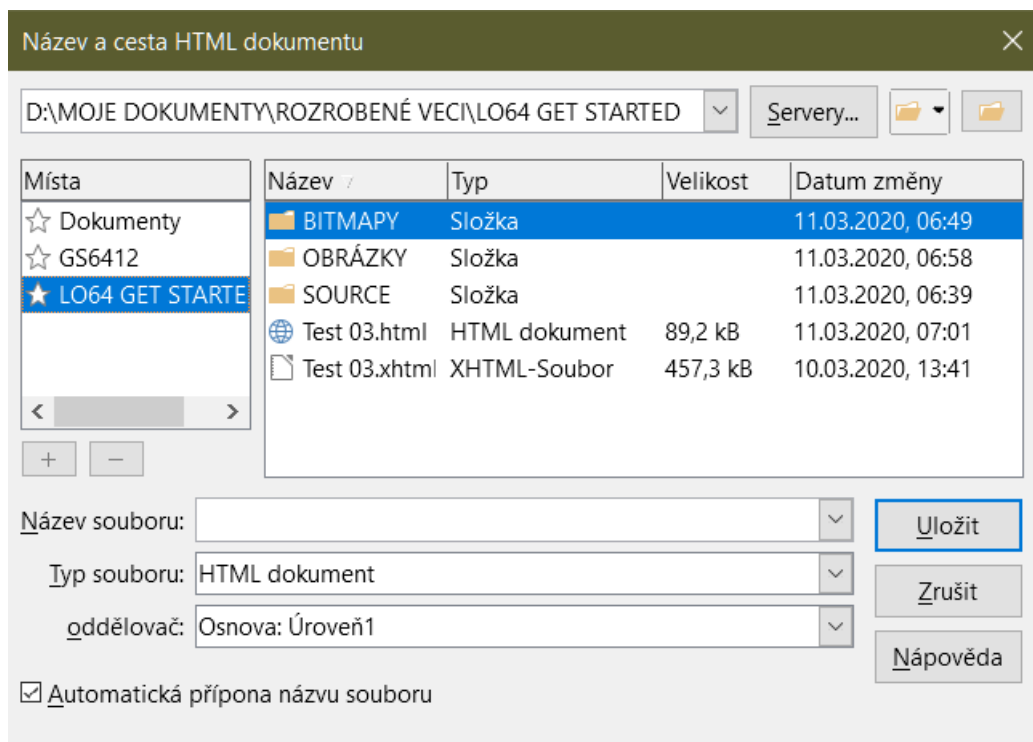 Název a cesta HTML dokumentu
D:\MOJE DOKUMENTY\ROZROBENÉ VECI\LO64 GET STARTED
Servery...
Místa
Dokumenty
GS6412
LO64 GET STARTE
Název Typ Velikost Datum změny
BITMAPY Složka 11.03.2020, 06:49
OBRÁZKY Složka 11.03.2020, 06:58
SOURCE Složka 11.03.2020, 06:39
Test 03.html HTML dokument 89,2 kB 11.03.2020, 07:01
Test 03.xhtml XHTML-Soubor 457,3 kB 10.03.2020, 13:41
Název souboru:
Typ souboru: HTML dokument
oddělovač: Osnova: Úroveň1
Automatická přípona názvu souboru
Uložit
Zrušit
Nápověda